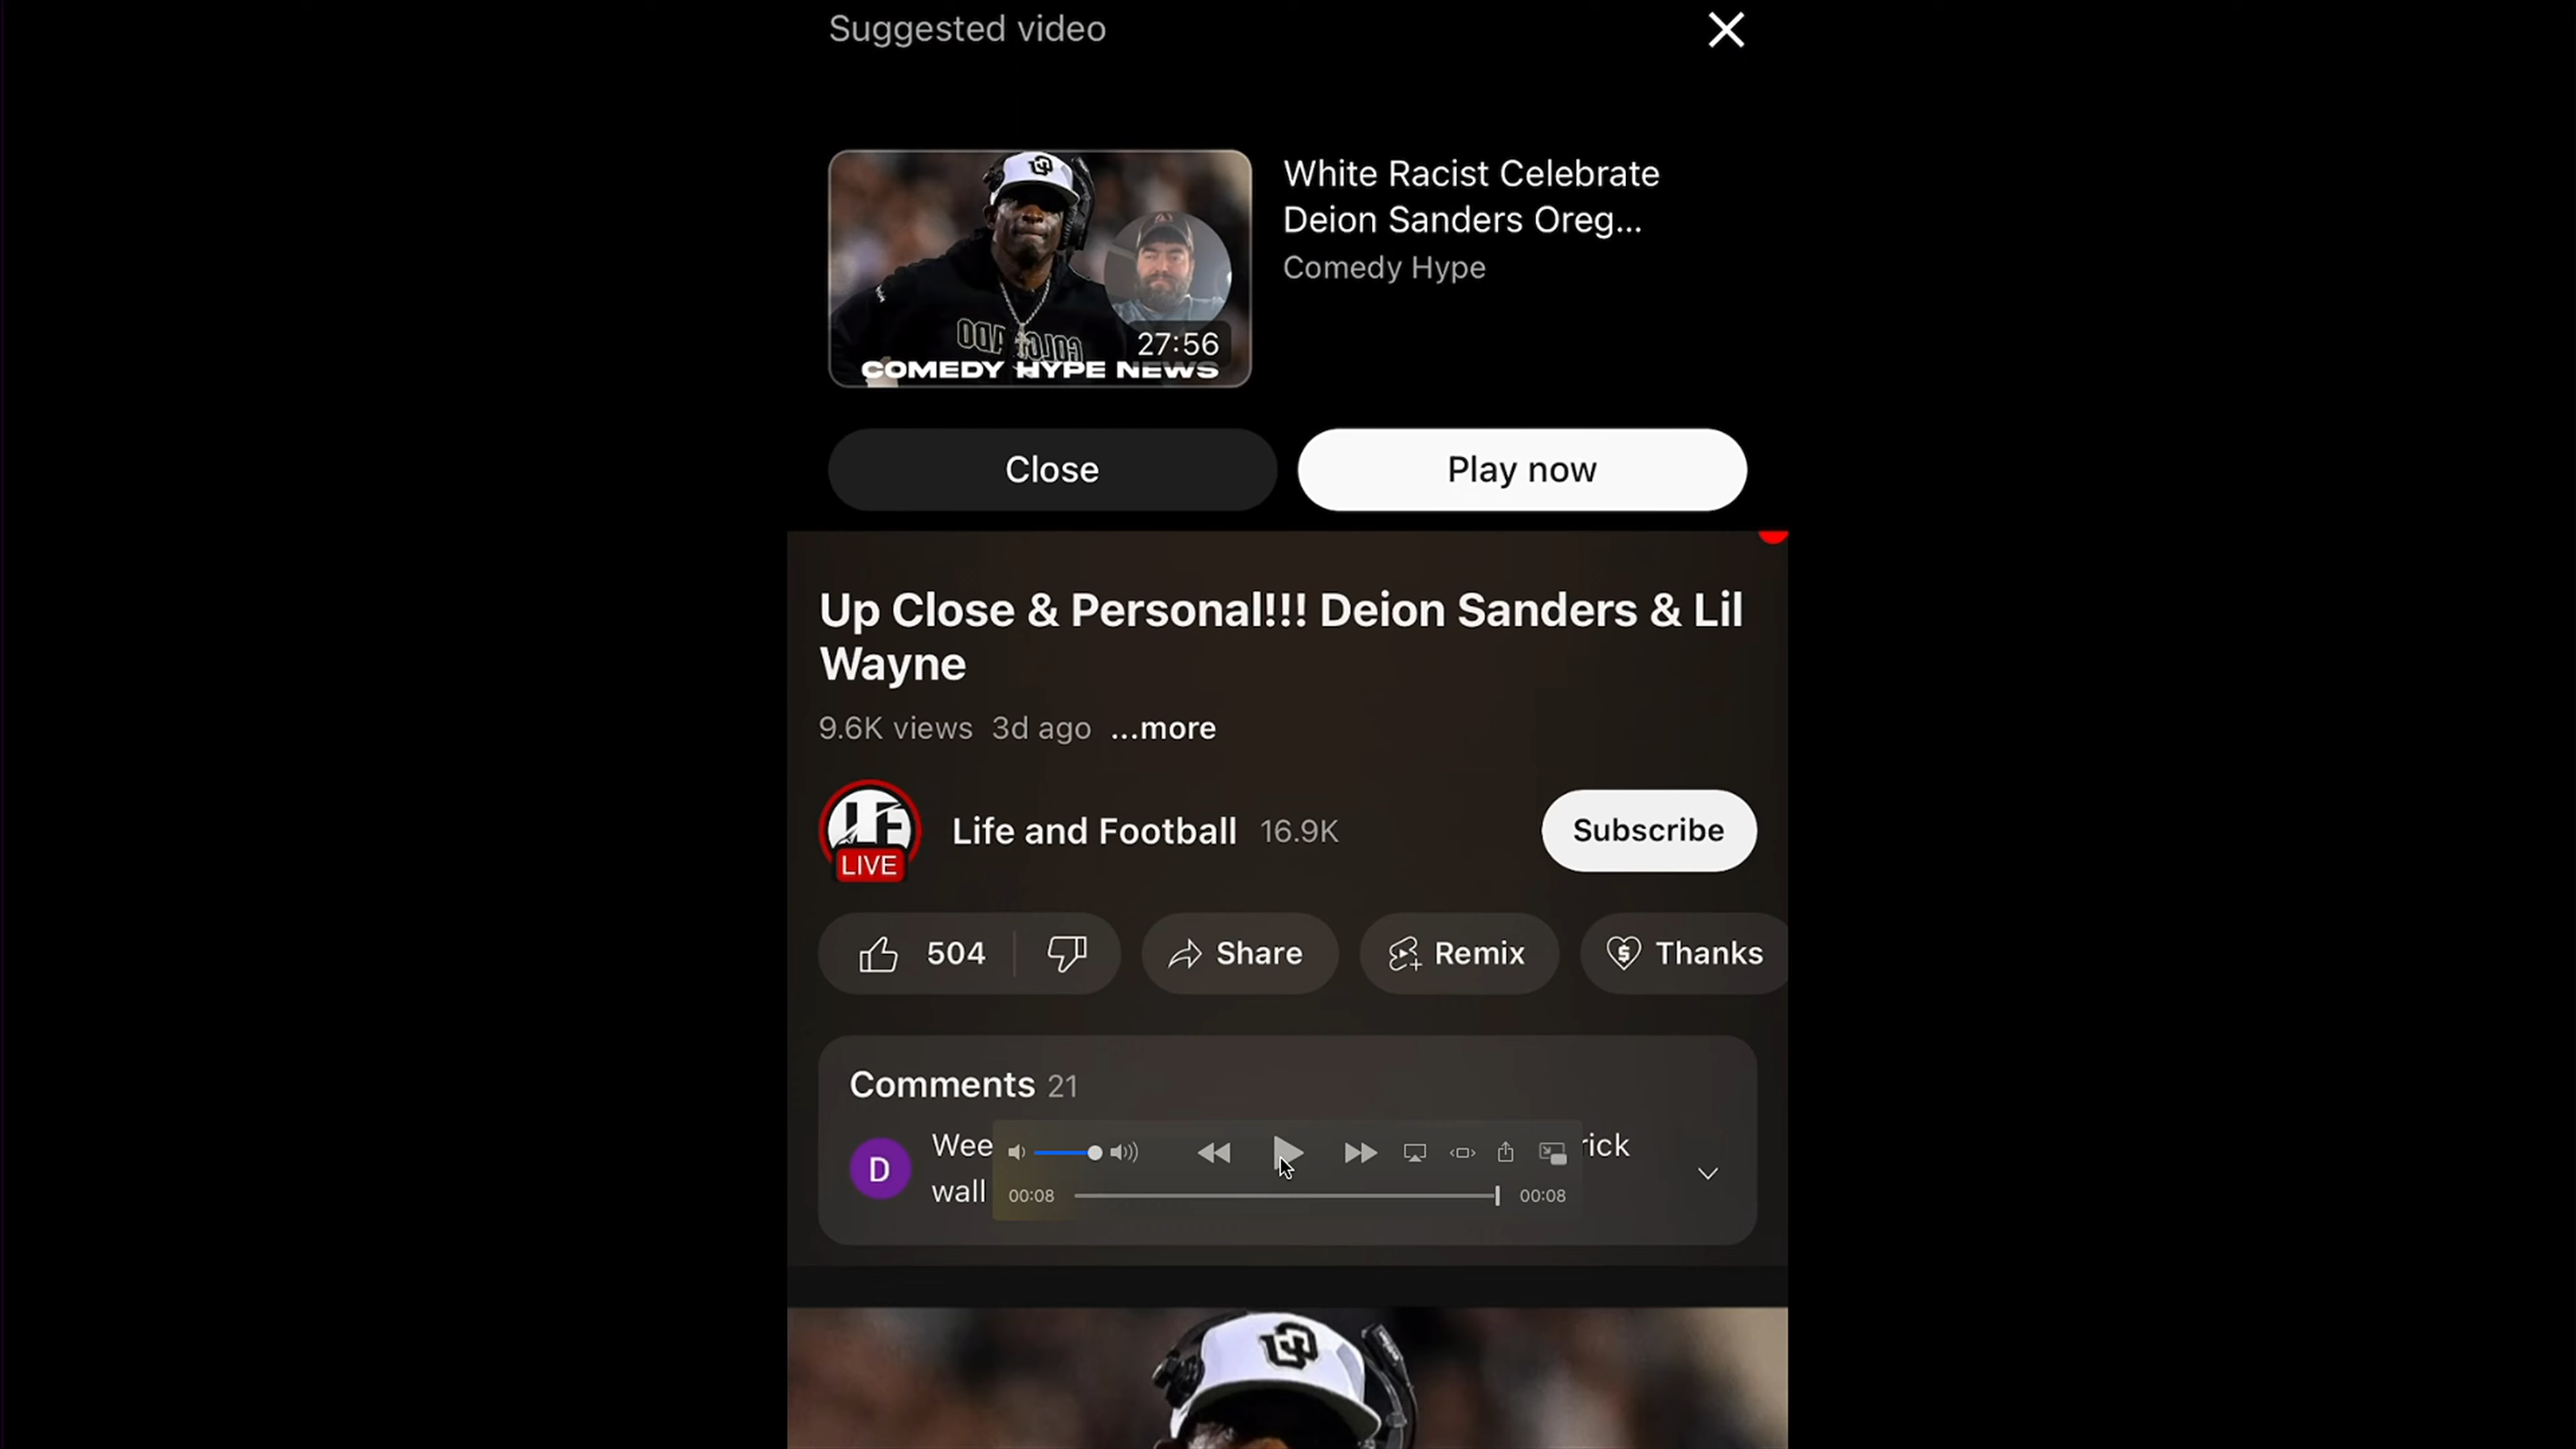 Suggested video
White Racist Celebrate
Deion Sanders Oreg...
Comedy Hype
27:56
COMEDY HYPE NEWS
Close
Play now
Up Close & Personal!!! Deion Sanders & Lil
Wayne
9.6K views 3d ago ...more
LIVE
Life and Football 16.9K
Subscribe
504
Share
Remix
Thanks
Comments 21
D
Wee
wall
00:08
00:08